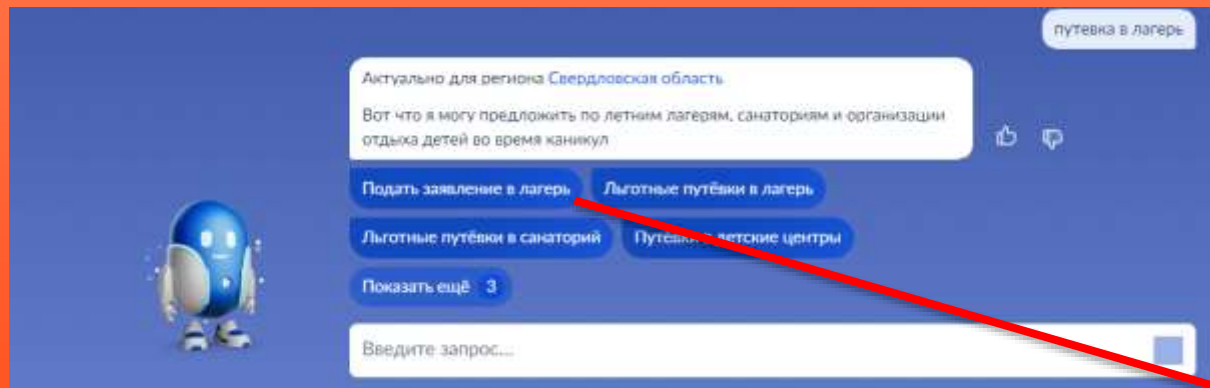 путевка в лагерь
Актуально для региона Свердловская область
Вот что я могу предложить по летним лагерям, санаториям и организации
отдыха детей во время каникул
Подать заявление в лагерь
Льготные путёвки в лагерь
Льготные путёвки в санаторий
Путёвки в детские центры
Показать ещё 3
Введите запрос...